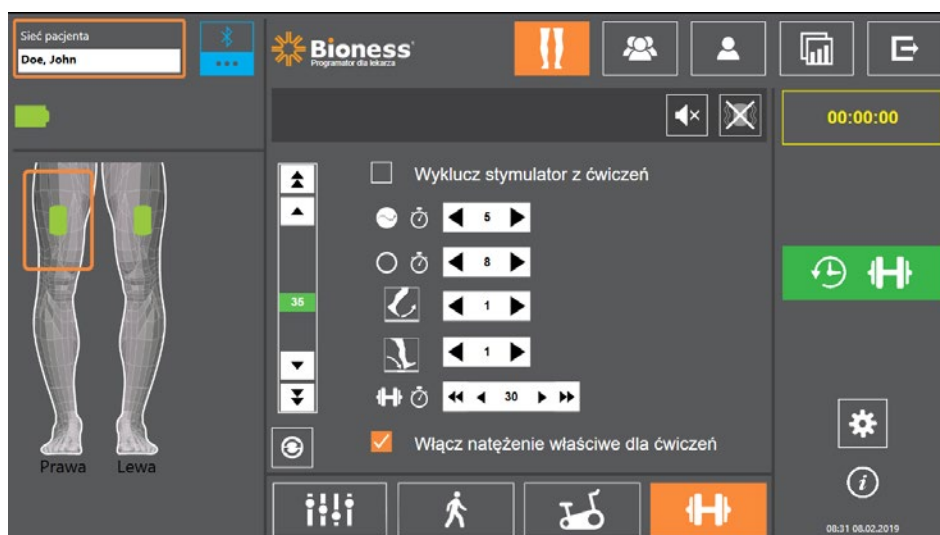 Sieć pacjenta
Doe, John
Bioness
Programator dla lekarza
00:00:00
Wyklucz stymulator z ćwiczeń
5
8
35
1
1
30
Włącz natężenie właściwe dla ćwiczeń
Prawa Lewa
i
08:31 08.02.2019